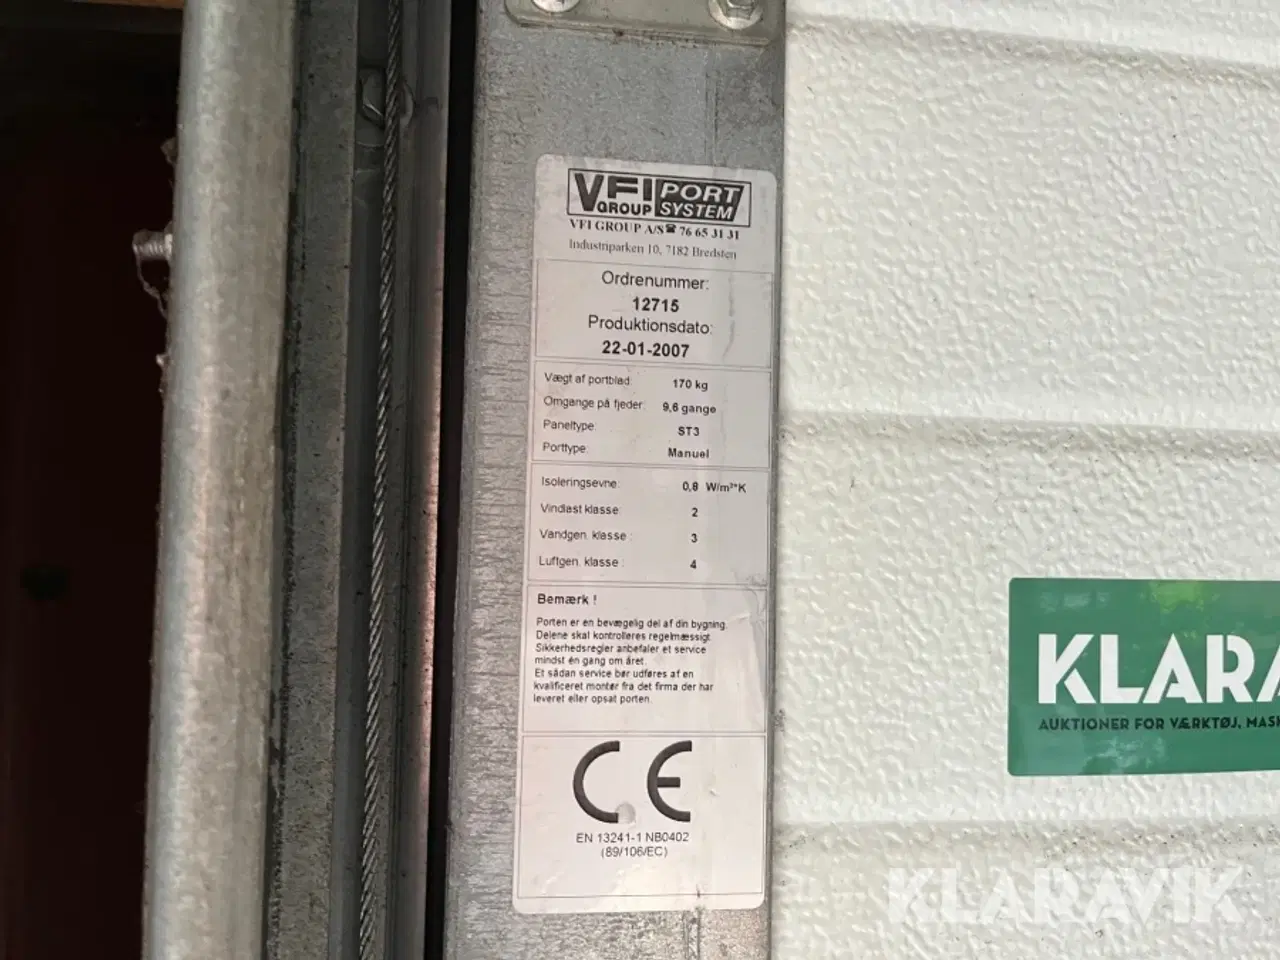 VFI GROUP PORT SYSTEM
VFI GROUP A/S ☎ 76 65 31 31
Industriparken 10, 7182 Bredsten
Ordrenummer:
12715
Produktionsdato:
22-01-2007
Vægt af portblad: 170 kg
Omgange på fjeder: 9,6 gange
Paneltype: ST3
Porttype: Manuel
Isoleringsevne: 0,8 W/m²*K
Vindlast klasse: 2
Vandgen. klasse : 3
Luftgen. klasse : 4
Bemærk !
Porten er en bevægelig del af din bygning.
Delene skal kontrolleres regelmæssigt.
Sikkerhedsregler anbefaler et service
mindst én gang om året.
Et sådan service bør udføres af en
kvalificeret montør fra det firma der har
leveret eller opsat porten.
CE
EN 13241-1 NB0402
(89/106/EC)
KLARA
AUKTIONER FOR VÆRKTØJ, MASK
KLARAVIK